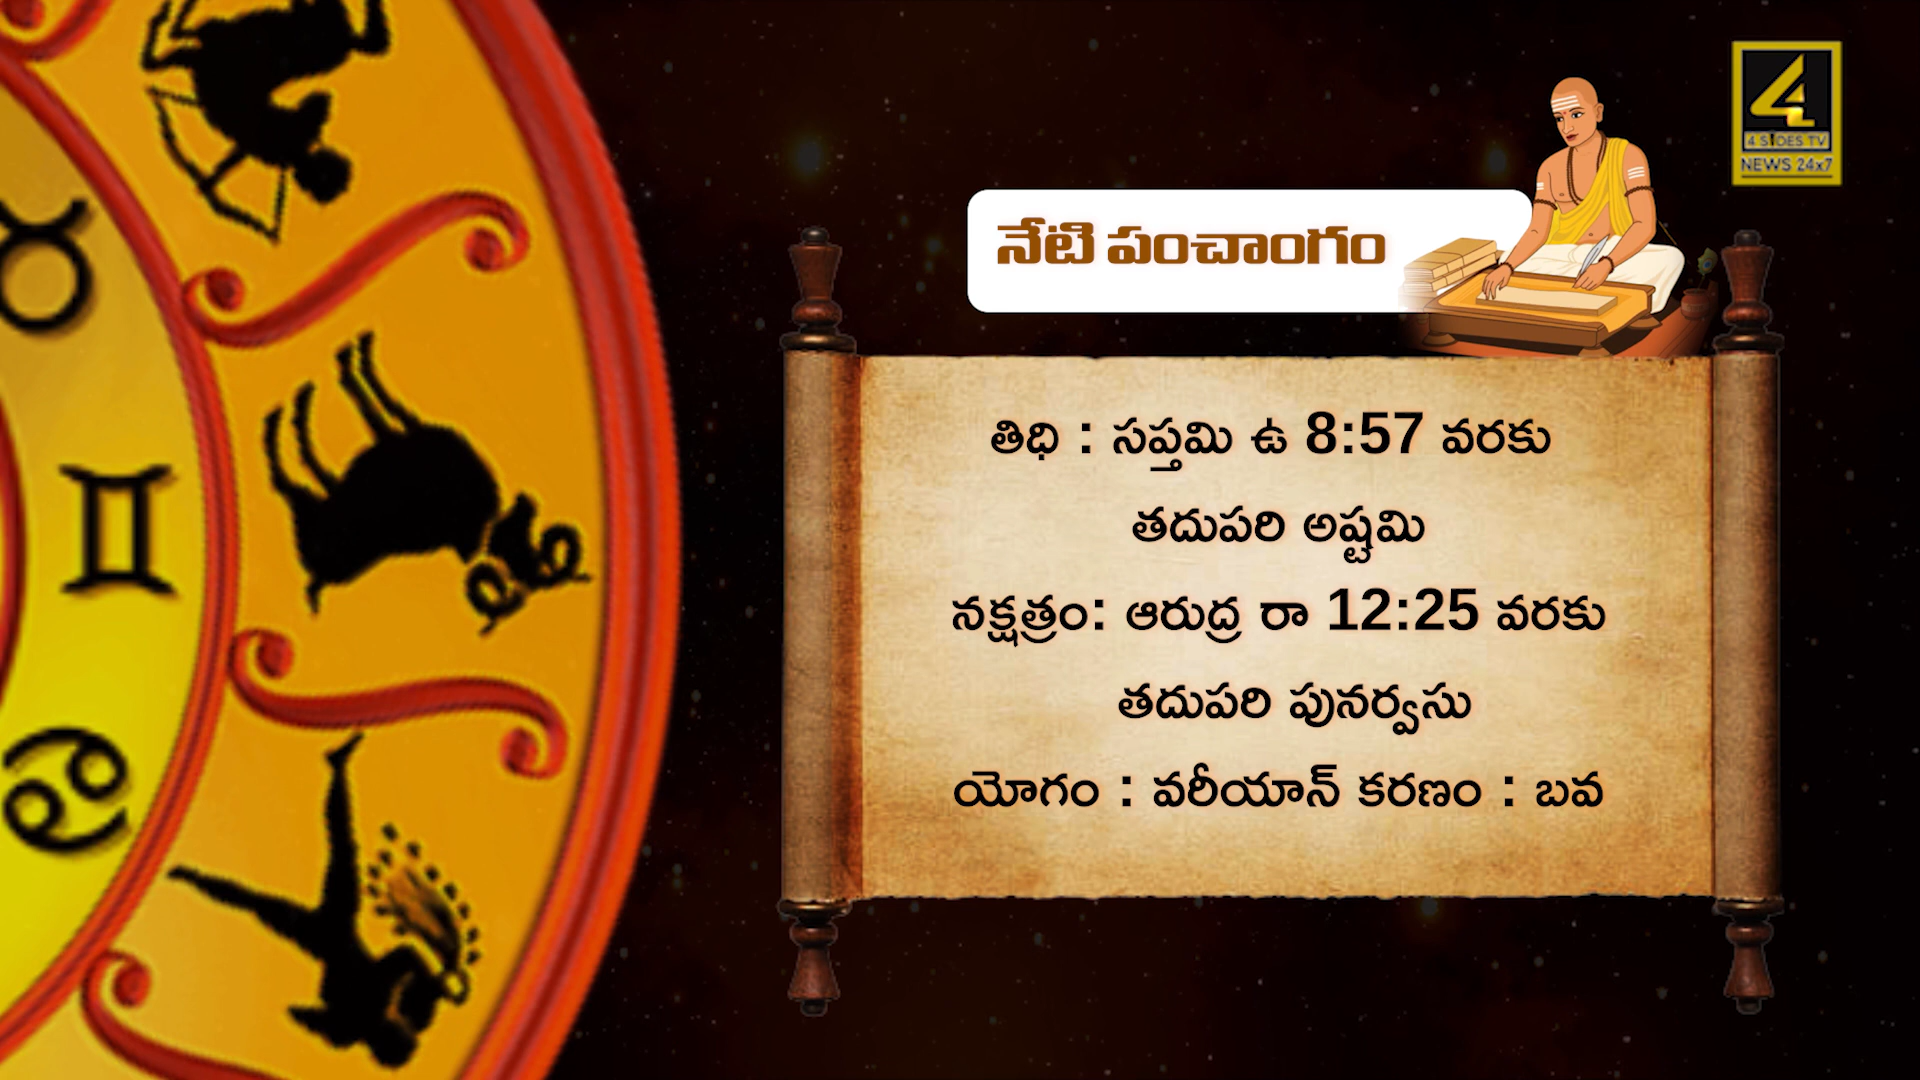 4
4 SIDES TV
NEWS 24x7
నేటి పంచాంగం
తిధి : సప్తమి ఉ 8:57 వరకు
తదుపరి అష్టమి
నక్షత్రం: ఆరుద్ర రా 12:25 వరకు
తదుపరి పునర్వసు
యోగం : వరీయాన్ కరణం : బవ